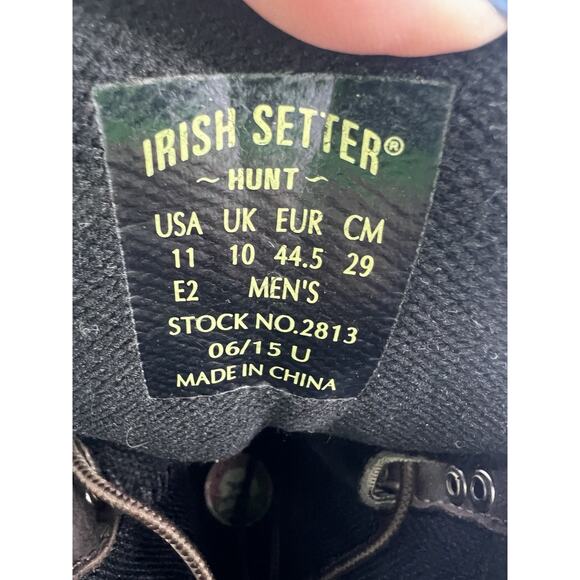 IRISH SETTER®
~ HUNT ~
USA UK EUR CM
11 10 44.5 29
E2 MEN'S
STOCK NO.2813
06/15 U
MADE IN CHINA